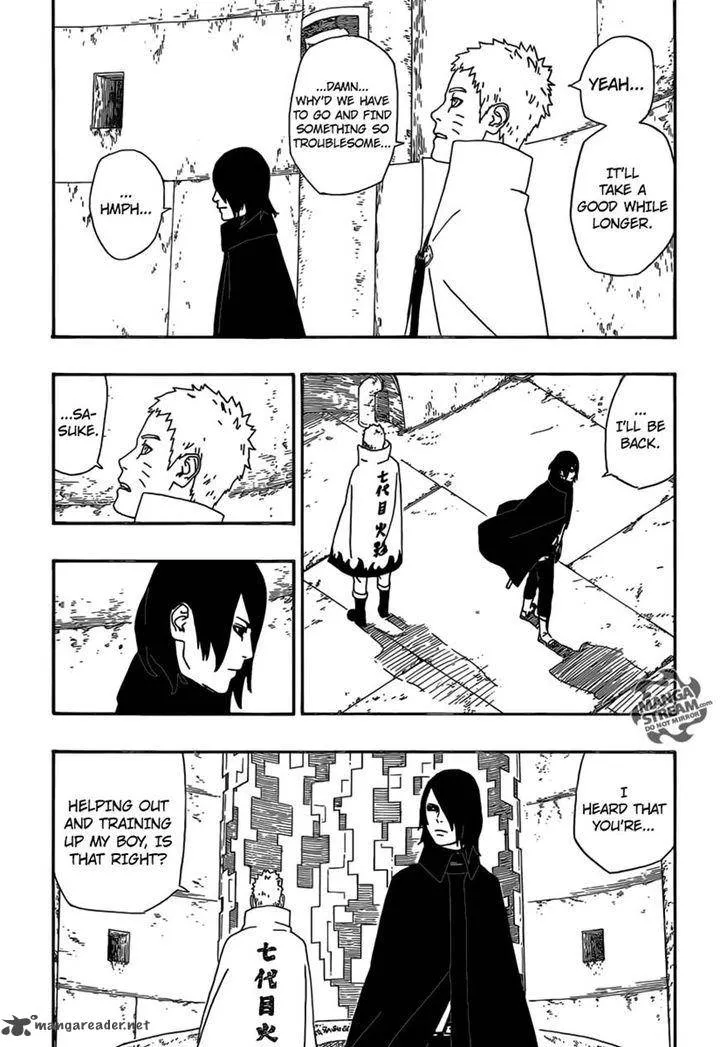 YEAH...
IT'LL
TAKE A
GOOD WHILE
LONGER.
...DAMN...
WHY'D WE HAVE
TO GO AND FIND
SOMETHING SO
TROUBLESOME...
...
HMPH...
...
I'LL BE
BACK.
七代目火影
...SA-
SUKE.
MANGA
STREAM.com
DO NOT MIRROR
I
HEARD THAT
YOU'RE...
HELPING OUT
AND TRAINING
UP MY BOY, IS
THAT RIGHT?
七代目火
mangareader.net